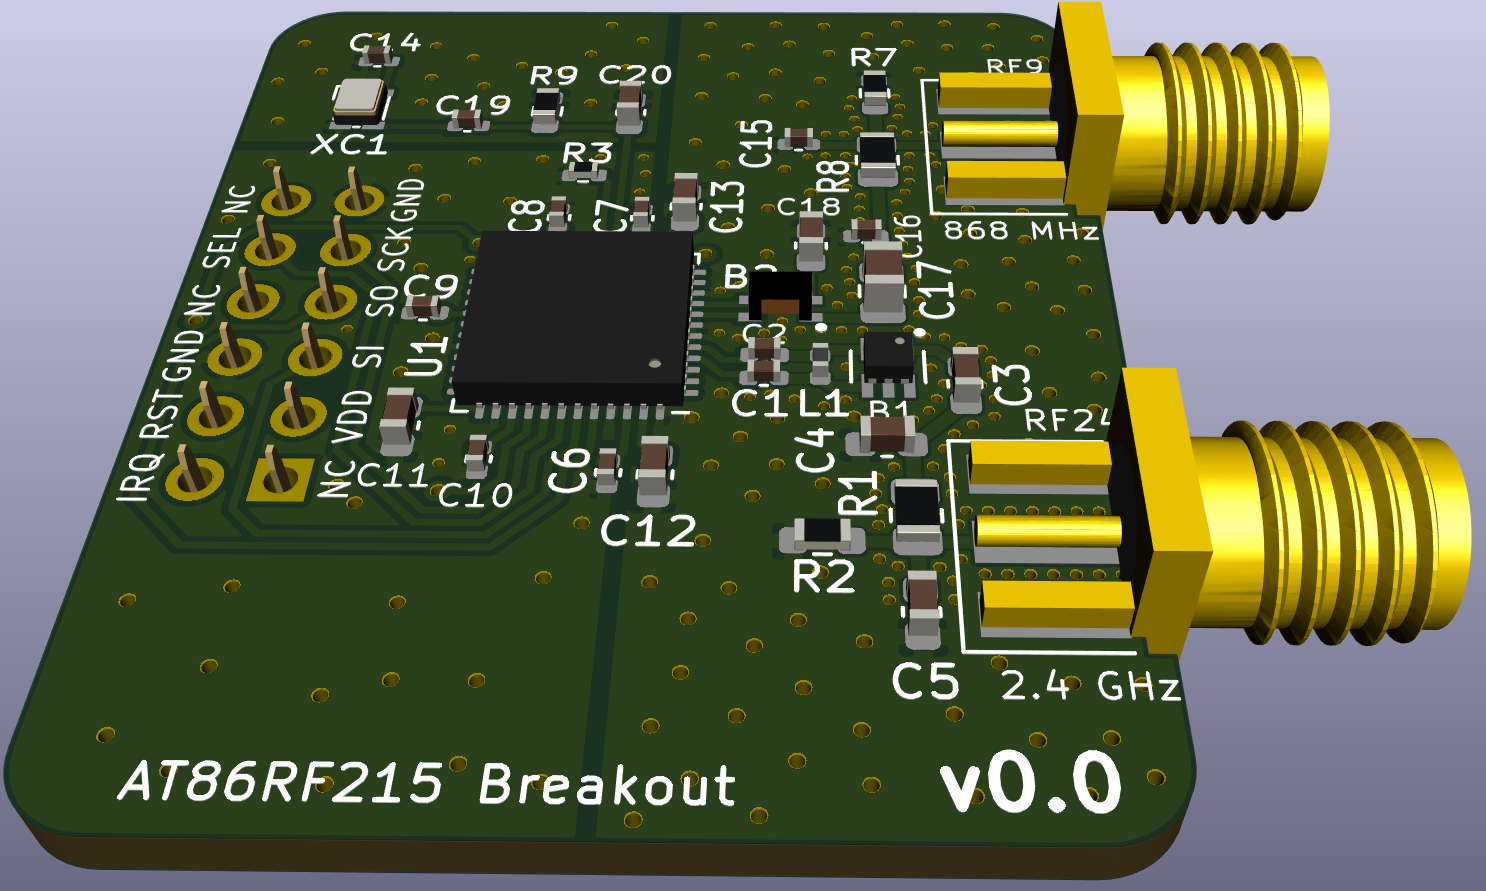 C14
R7
RF9
R9
C20
C19
XC1
C15
R3
R8
NC
GND
C8
C7
C13
C18
C16
868 MHz
SEL
SCK
C9
C17
NC
SO
C2
U1
GND
SI
C3
C1
L1
B1
RF24
RST
VDD
C4
IRQ
NC
C11
C10
C6
R1
C12
R2
C5
2.4 GHz
AT86RF215 Breakout
v0.0